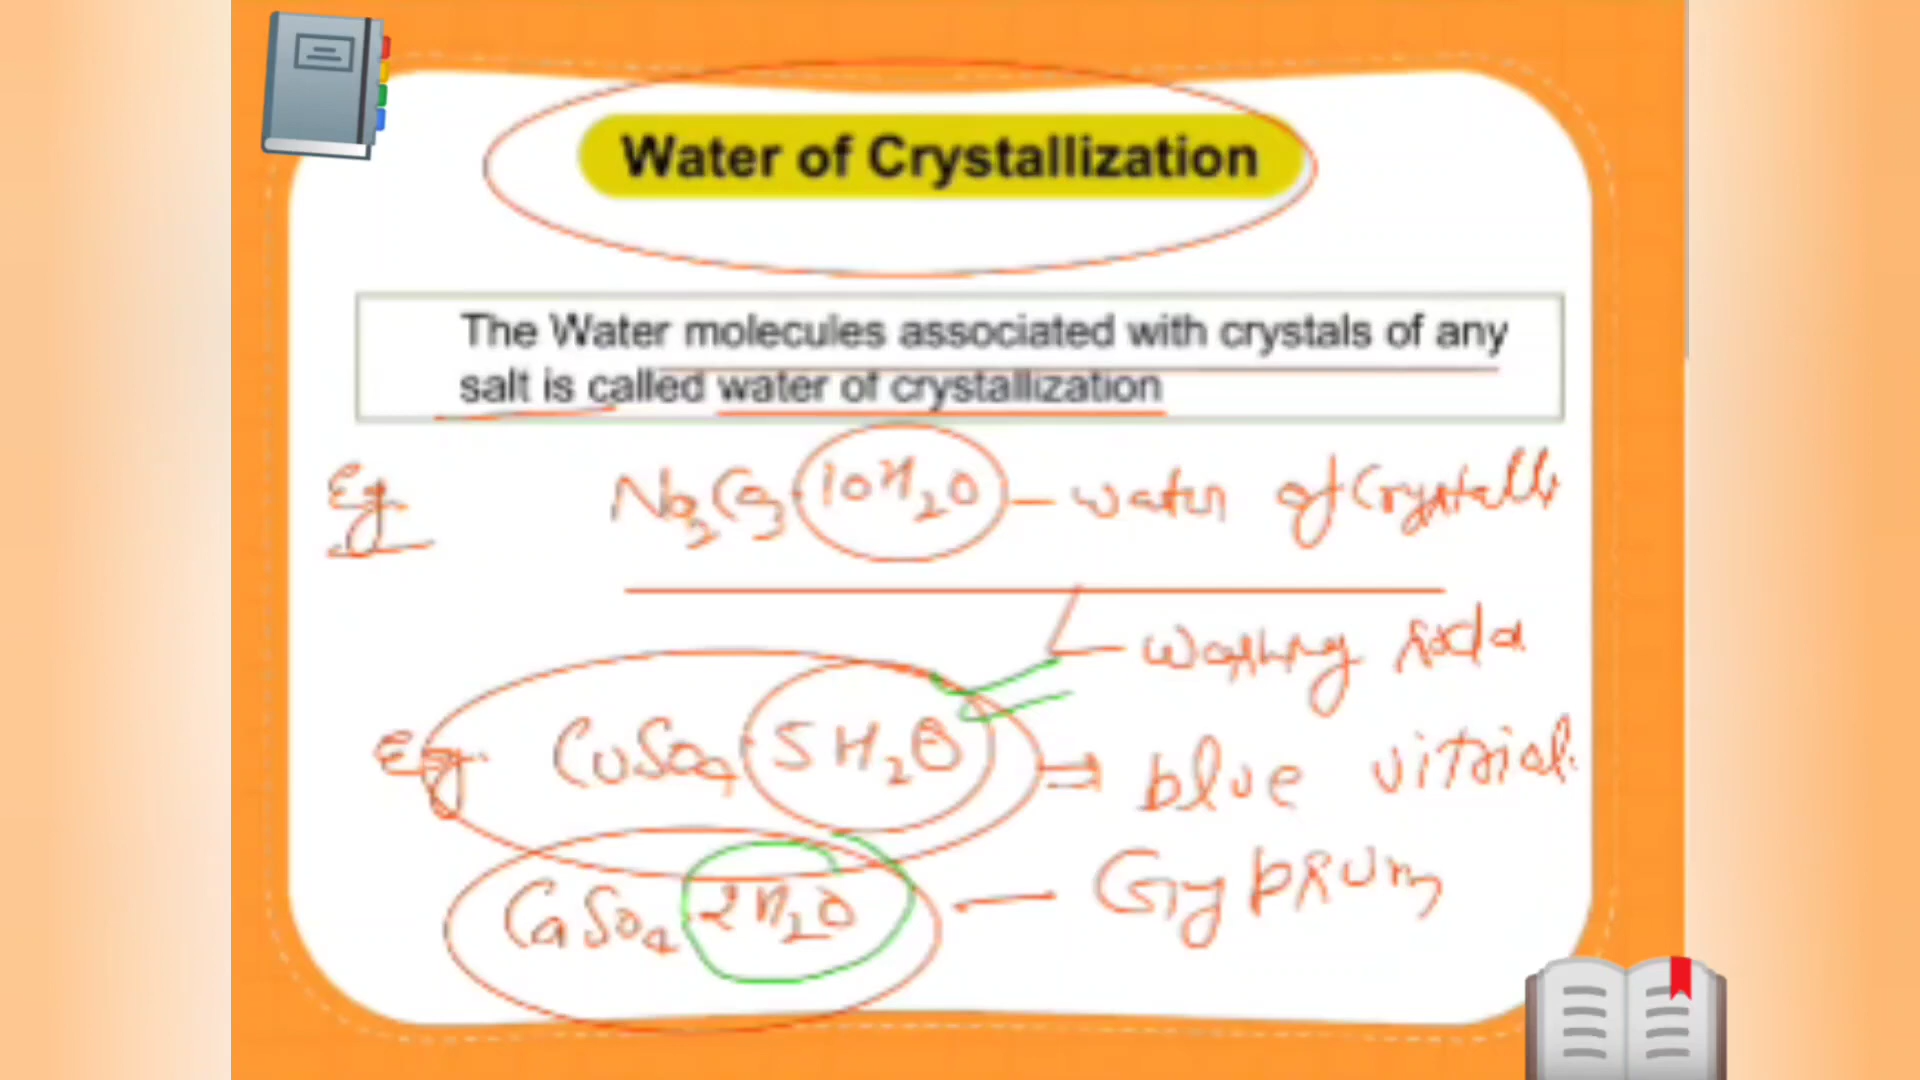 Water of Crystallization
The Water molecules associated with crystals of any
salt is called water of crystallization
Eg Na2CO3. 10H2O — water of Crystalli
washing soda
Eg. CuSO4 5H2O ⇒ blue vitriol.
CaSO4 2H2O — Gypsum